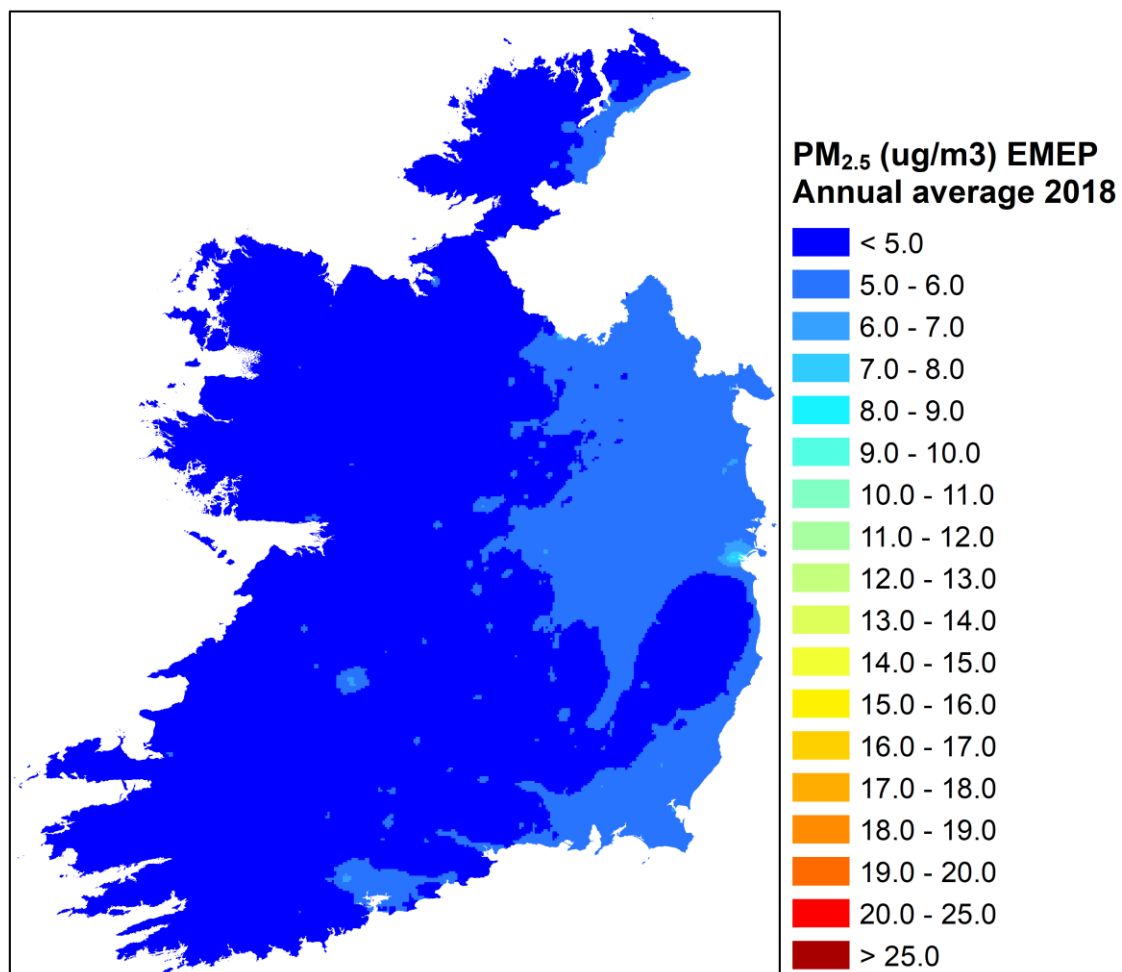 PM2.5 (ug/m3) EMEP
Annual average 2018
< 5.0
5.0 - 6.0
6.0 - 7.0
7.0 - 8.0
8.0 - 9.0
9.0 - 10.0
10.0 - 11.0
11.0 - 12.0
12.0 - 13.0
13.0 - 14.0
14.0 - 15.0
15.0 - 16.0
16.0 - 17.0
17.0 - 18.0
18.0 - 19.0
19.0 - 20.0
20.0 - 25.0
> 25.0